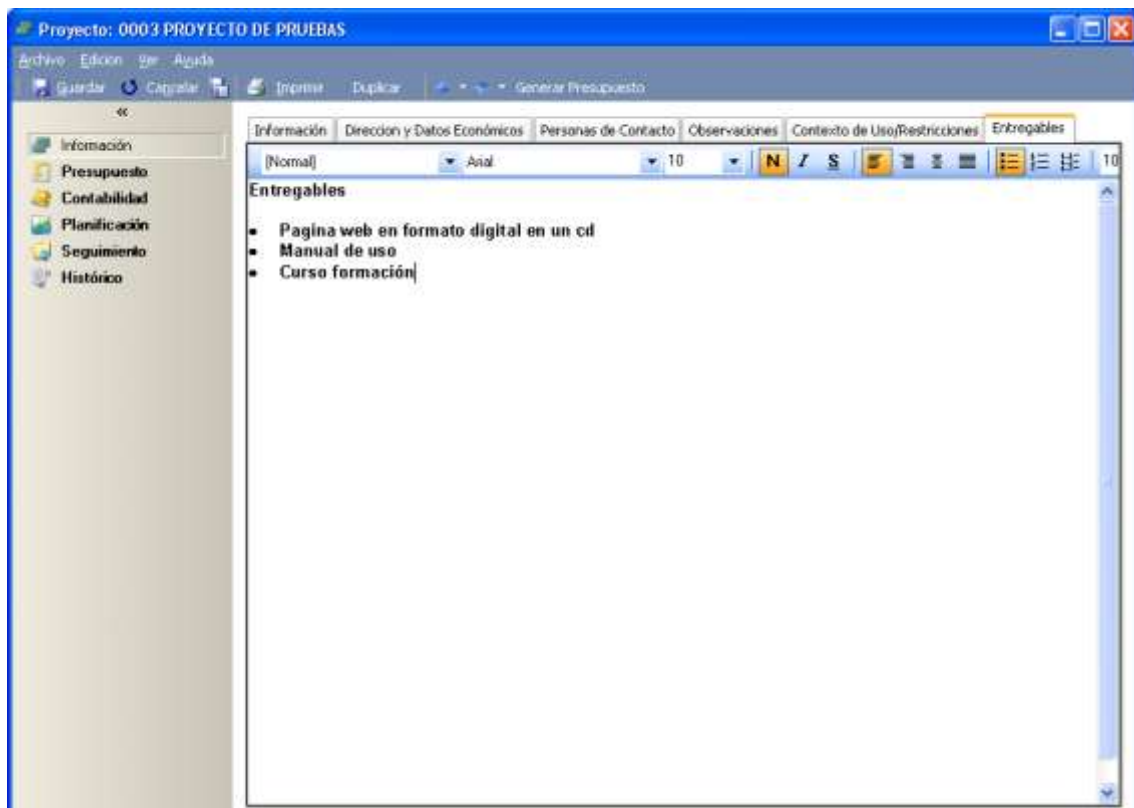 Proyecto: 0003 PROYECTO DE PRUEBAS
Archivo Edicion Ver Ayuda
Guardar Cancelar Imprimir Duplicar Generar Presupuesto
«
Información
Presupuesto
Contabilidad
Planificación
Seguimiento
Histórico
Información Direccion y Datos Económicos Personas de Contacto Observaciones Contexto de Uso/Restricciones Entregables
[Normal] Arial 10 N I S 10
Entregables
• Pagina web en formato digital en un cd
• Manual de uso
• Curso formación